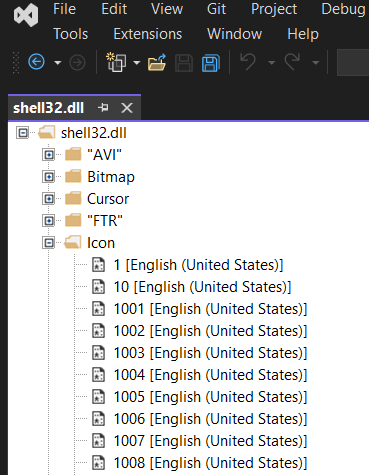 File View Git Project Debug
Tools Extensions Window Help
shell32.dll
shell32.dll
"AVI"
Bitmap
Cursor
"FTR"
Icon
1 [English (United States)]
10 [English (United States)]
1001 [English (United States)]
1002 [English (United States)]
1003 [English (United States)]
1004 [English (United States)]
1005 [English (United States)]
1006 [English (United States)]
1007 [English (United States)]
1008 [English (United States)]